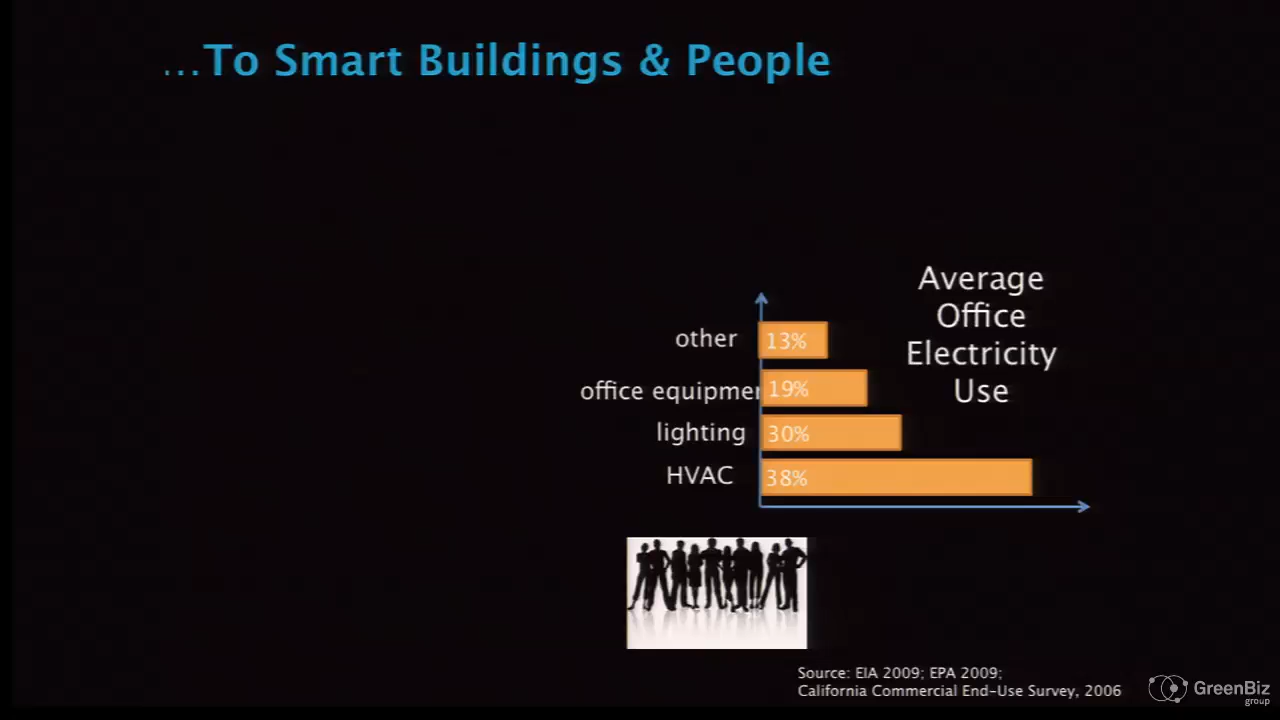 ...To Smart Buildings & People
Average
Office
Electricity
Use
other 13%
office equipmen 19%
lighting 30%
HVAC 38%
Source: EIA 2009; EPA 2009;
California Commercial End-Use Survey, 2006
GreenBiz
group